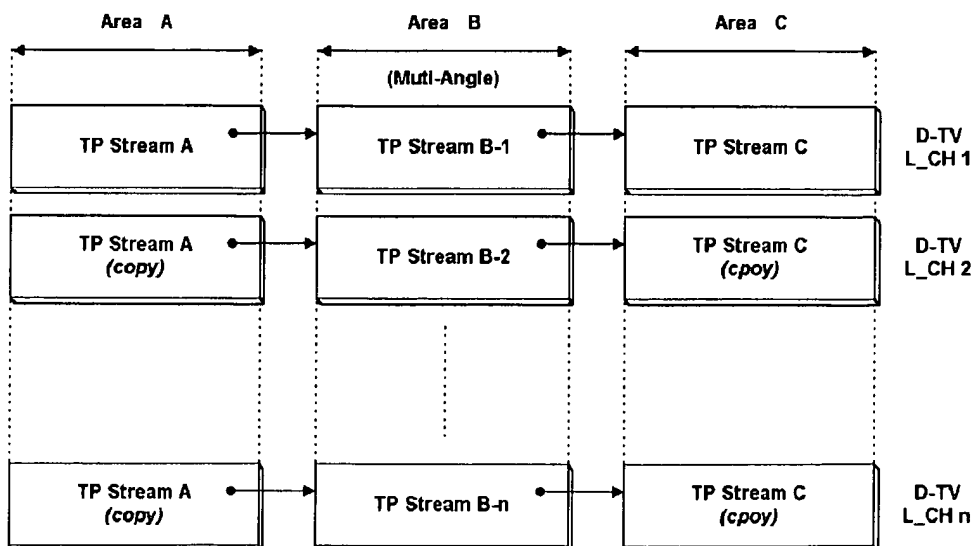 Area A Area B Area C
(Muti-Angle)
TP Stream A TP Stream B-1 TP Stream C D-TV
L_CH 1
TP Stream A
(copy)
TP Stream B-2
TP Stream C
(cpoy)
D-TV
L_CH 2
TP Stream A
(copy)
TP Stream B-n
TP Stream C
(cpoy)
D-TV
L_CH n